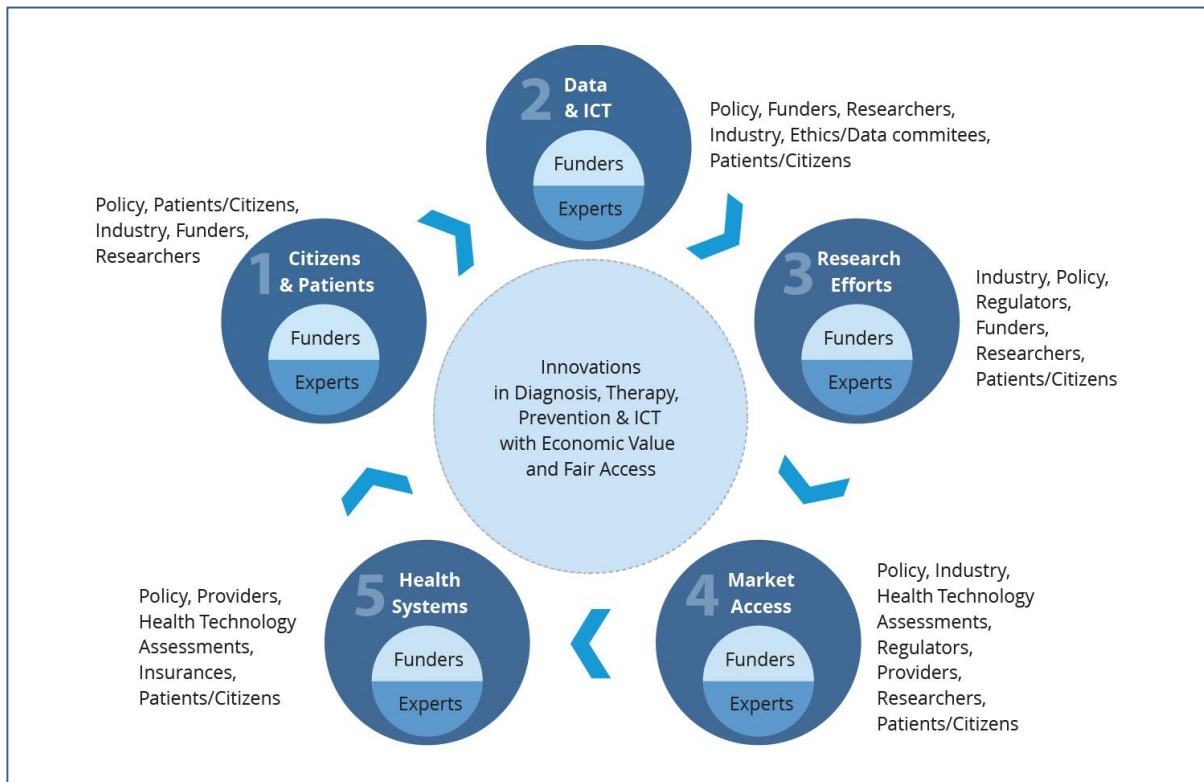 2
Data
& ICT
Funders
Experts
Policy, Funders, Researchers,
Industry, Ethics/Data commitees,
Patients/Citizens
Policy, Patients/Citizens,
Industry, Funders,
Researchers
1
Citizens
& Patients
Funders
Experts
3
Research
Efforts
Funders
Experts
Industry, Policy,
Regulators,
Funders,
Researchers,
Patients/Citizens
Innovations
in Diagnosis, Therapy,
Prevention & ICT
with Economic Value
and Fair Access
4
Market
Access
Funders
Experts
Policy, Industry,
Health Technology
Assessments,
Regulators,
Providers,
Researchers,
Patients/Citizens
5
Health
Systems
Funders
Experts
Policy, Providers,
Health Technology
Assessments,
Insurances,
Patients/Citizens